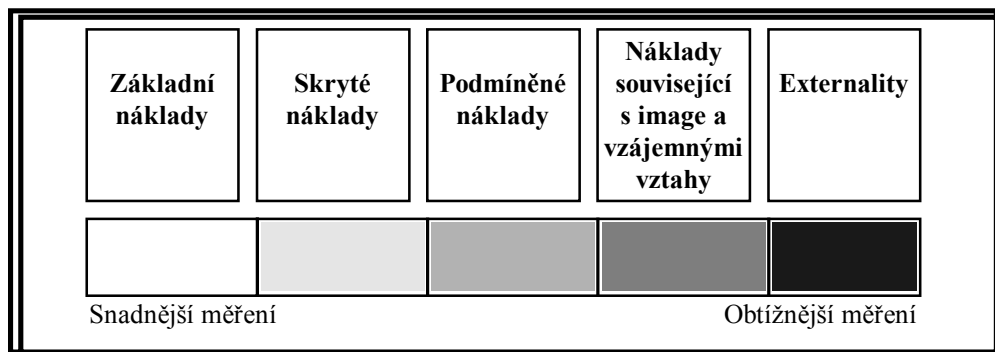 Základní
náklady
Skryté
náklady
Podmíněné
náklady
Náklady
související
s image a
vzájemnými
vztahy
Externality
Snadnější měření
Obtížnější měření